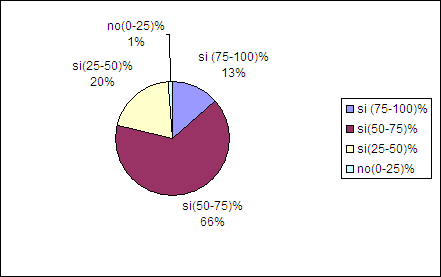 no(0-25)%
1%
si (75-100)%
13%
si(25-50)%
20%
si(50-75)%
66%
si (75-100)%
si(50-75)%
si(25-50)%
no(0-25)%